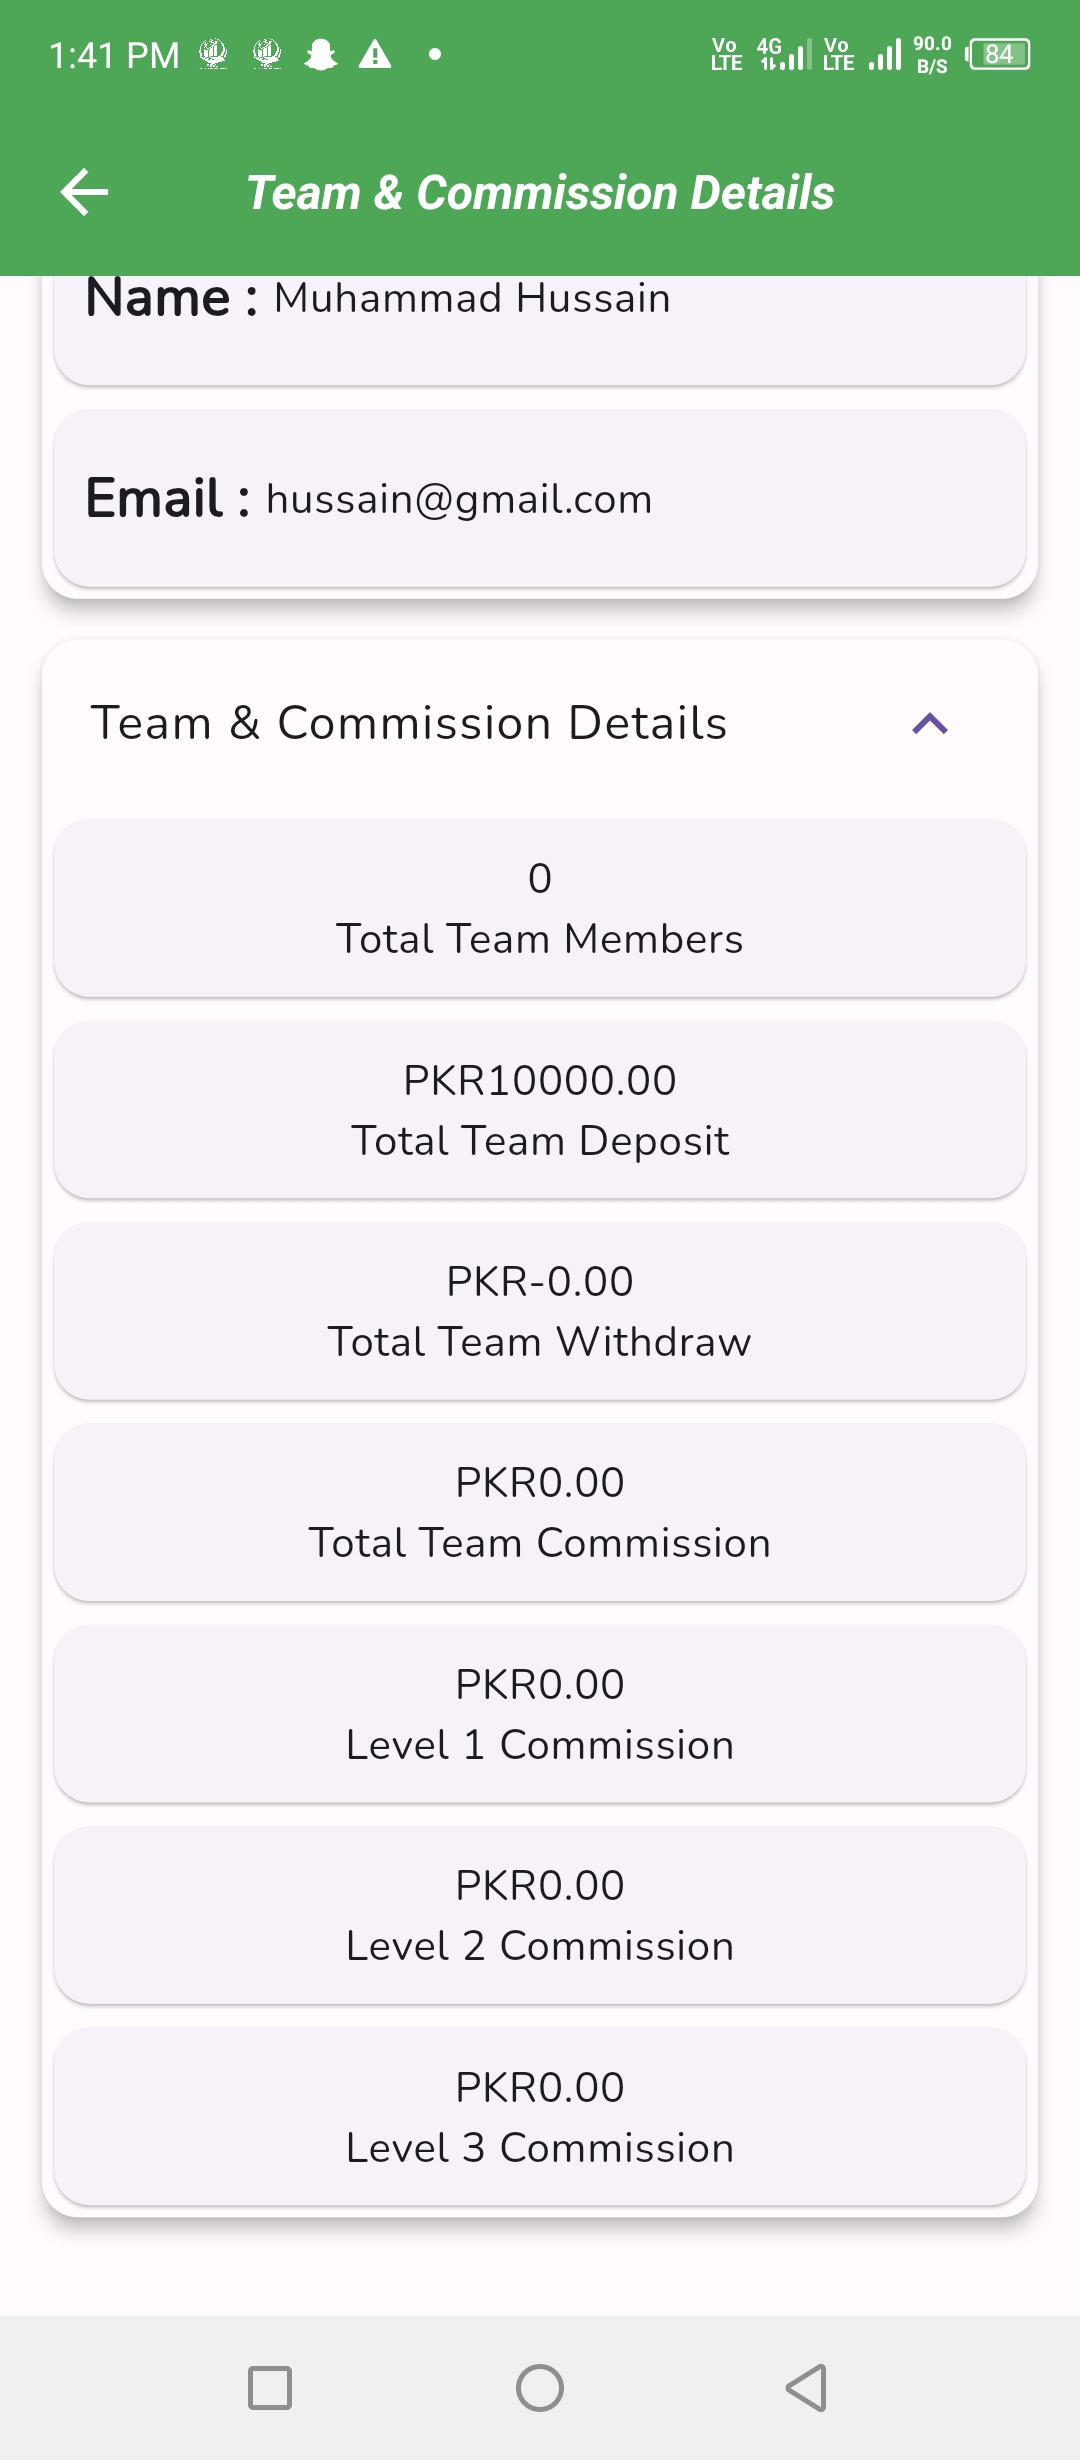 1:41 PM
Vo LTE 4G Vo LTE 90.0 B/S 84
Team & Commission Details
Name : Muhammad Hussain
Email : hussain@gmail.com
Team & Commission Details
0
Total Team Members
PKR10000.00
Total Team Deposit
PKR-0.00
Total Team Withdraw
PKR0.00
Total Team Commission
PKR0.00
Level 1 Commission
PKR0.00
Level 2 Commission
PKR0.00
Level 3 Commission